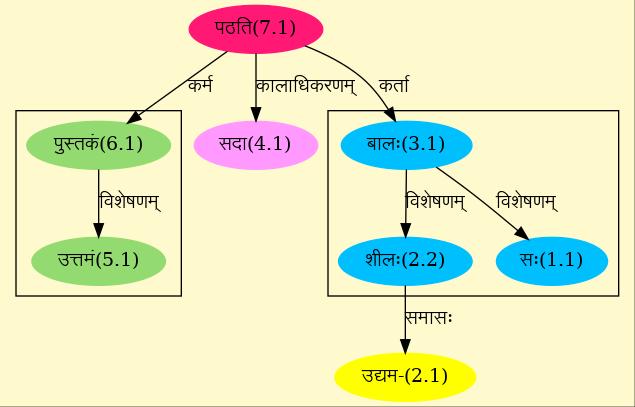 पठति(7.1)
कर्म
कालाधिकरणम्
कर्ता
पुस्तकं(6.1)
सदा(4.1)
बालः(3.1)
विशेषणम्
विशेषणम्
विशेषणम्
उत्तमं(5.1)
शीलः(2.2)
सः(1.1)
समासः
उद्यम-(2.1)